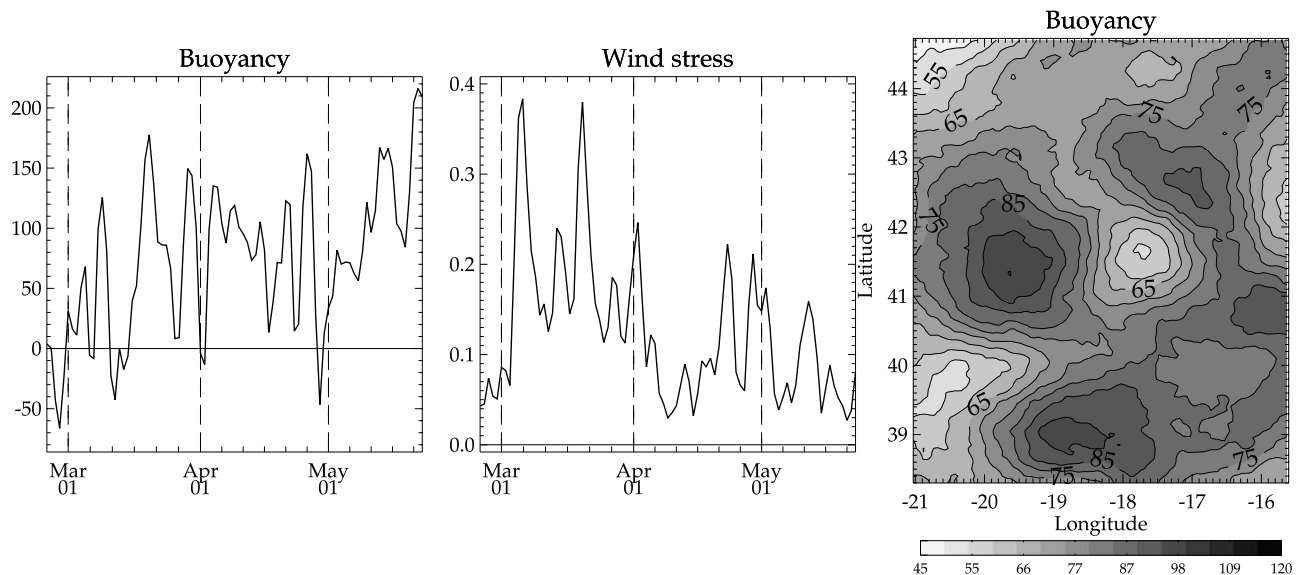 Buoyancy
200
150
100
50
0
-50
Mar 01
Apr 01
May 01
Wind stress
0.4
0.3
0.2
0.1
0.0
Mar 01
Apr 01
May 01
Buoyancy
Latitude
44
43
42
41
40
39
55
65
75
75
85
75
65
65
85
75
75
-21 -20 -19 -18 -17 -16
Longitude
45 55 66 77 87 98 109 120